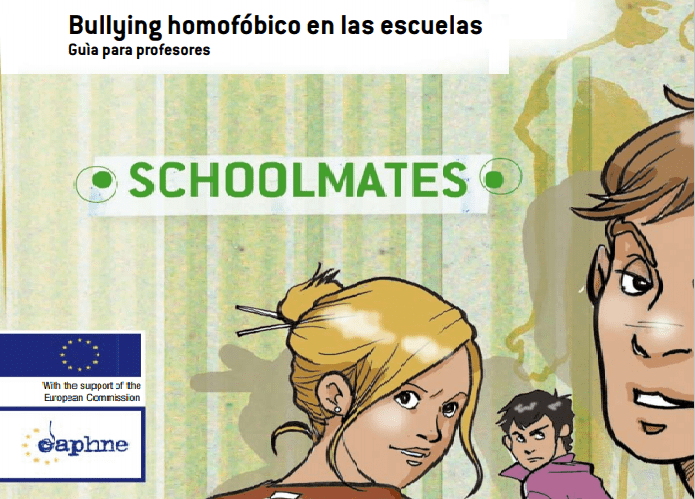 Bullying homofóbico en las escuelas
Guìa para profesores
SCHOOLMATES
With the support of the
European Commission
daphne